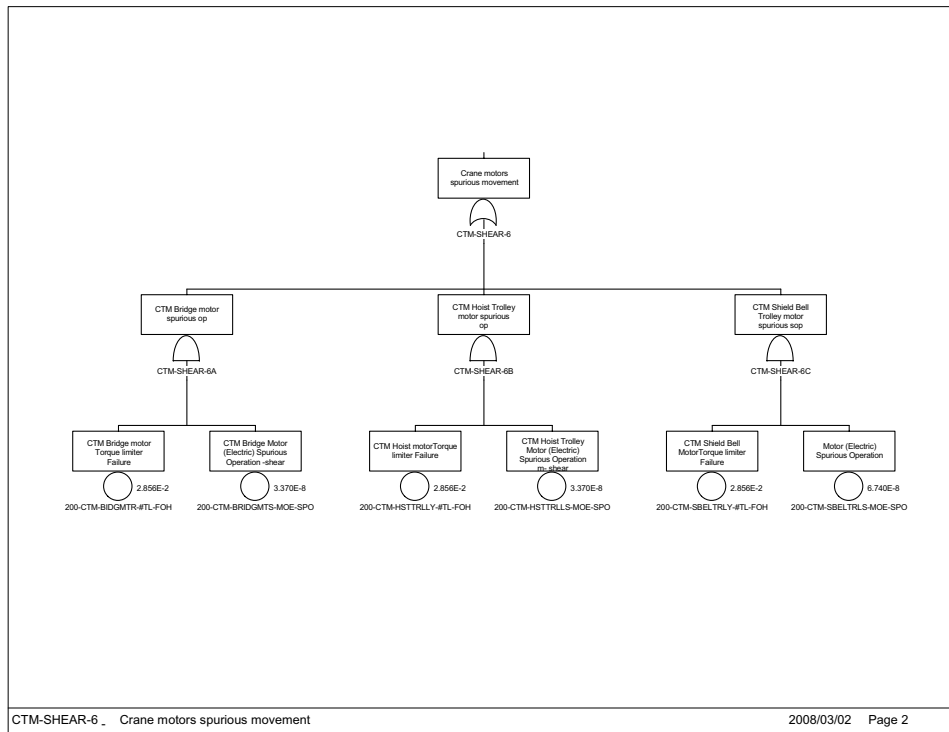 Crane motors
spurious movement
CTM-SHEAR-6
CTM Bridge motor
spurious op
CTM-SHEAR-6A
CTM Hoist Trolley
motor spurious
op
CTM-SHEAR-6B
CTM Shield Bell
Trolley motor
spurious sop
CTM-SHEAR-6C
CTM Bridge motor
Torque limiter
Failure
2.856E-2
200-CTM-BIDGMTR-#TL-FOH
CTM Bridge Motor
(Electric) Spurious
Operation -shear
3.370E-8
200-CTM-BRIDGMTS-MOE-SPO
CTM Hoist motorTorque
limiter Failure
2.856E-2
200-CTM-HSTTRLLY-#TL-FOH
CTM Hoist Trolley
Motor (Electric)
Spurious Operation
m- shear
3.370E-8
200-CTM-HSTTRLLS-MOE-SPO
CTM Shield Bell
MotorTorque limiter
Failure
2.856E-2
200-CTM-SBELTRLY-#TL-FOH
Motor (Electric)
Spurious Operation
6.740E-8
200-CTM-SBELTRLS-MOE-SPO
CTM-SHEAR-6 _ Crane motors spurious movement
2008/03/02 Page 2